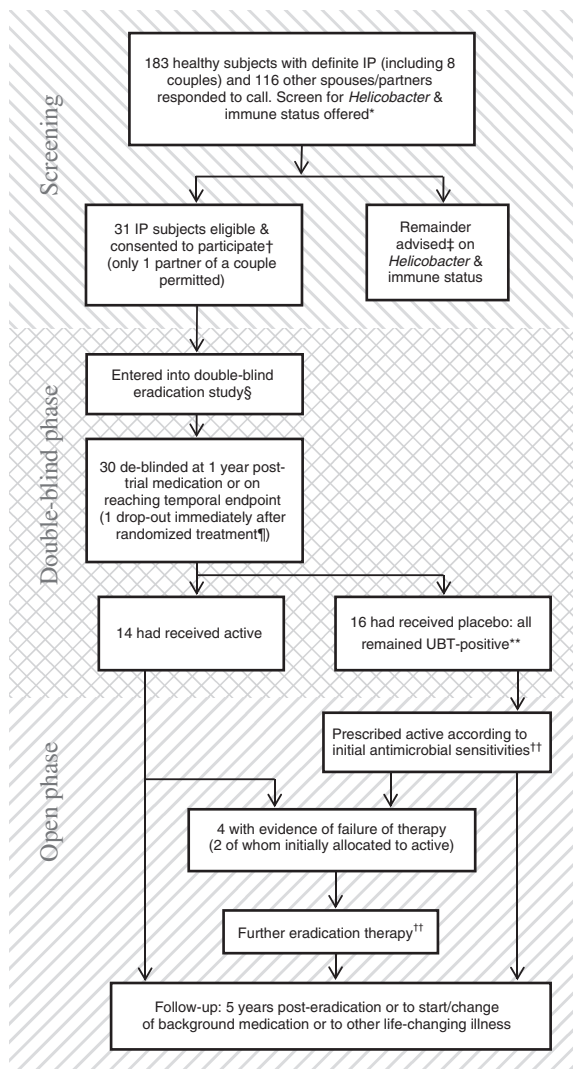 Screening
183 healthy subjects with definite IP (including 8
couples) and 116 other spouses/partners
responded to call. Screen for Helicobacter &
immune status offered*
31 IP subjects eligible &
consented to participate†
(only 1 partner of a couple
permitted)
Remainder
advised‡ on
Helicobacter &
immune status
Double-blind phase
Entered into double-blind
eradication study§
30 de-blinded at 1 year post-
trial medication or on
reaching temporal endpoint
(1 drop-out immediately after
randomized treatment¶)
14 had received active
16 had received placebo: all
remained UBT-positive**
Open phase
Prescribed active according to
initial antimicrobial sensitivities††
4 with evidence of failure of therapy
(2 of whom initially allocated to active)
Further eradication therapy††
Follow-up: 5 years post-eradication or to start/change
of background medication or to other life-changing illness